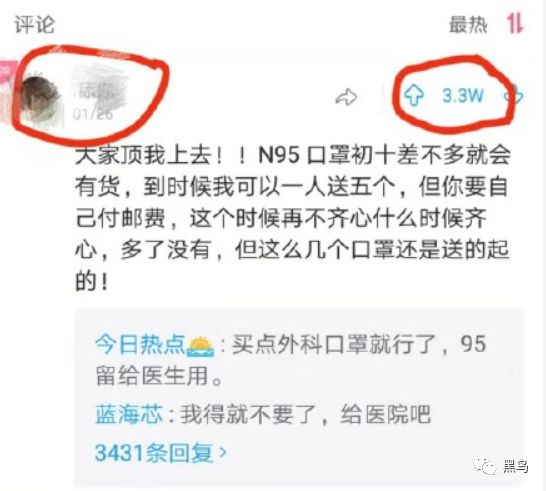 评论
最热
舔你
01/26
3.3W
大家顶我上去！！N95口罩初十差不多就会
有货，到时候我可以一人送五个，但你要自
己付邮费，这个时候再不齐心什么时候齐
心，多了没有，但这么几个口罩还是送的起
的！
今日热点🌅：买点外科口罩就行了，95
留给医生用。
蓝海芯：我得就不要了，给医院吧
3431条回复 >
黑鸟